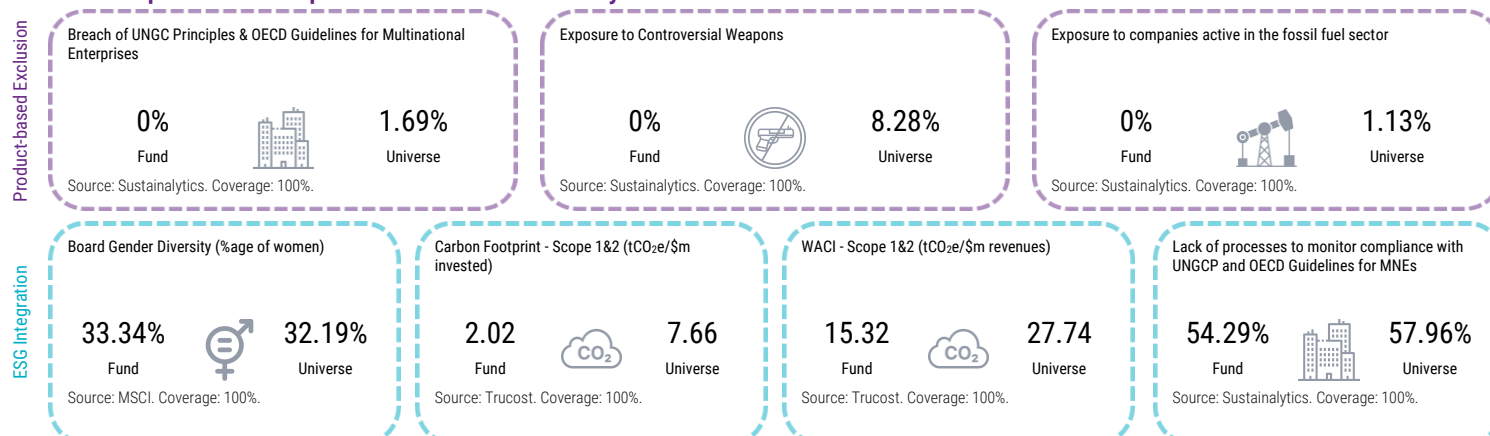 Product-based Exclusion
Breach of UNGC Principles & OECD Guidelines for Multinational
Enterprises
0%
Fund
1.69%
Universe
Source: Sustainalytics. Coverage: 100%.
Exposure to Controversial Weapons
0%
Fund
8.28%
Universe
Source: Sustainalytics. Coverage: 100%.
Exposure to companies active in the fossil fuel sector
0%
Fund
1.13%
Universe
Source: Sustainalytics. Coverage: 100%.
ESG Integration
Board Gender Diversity (%age of women)
33.34%
Fund
32.19%
Universe
Source: MSCI. Coverage: 100%.
Carbon Footprint - Scope 1&2 (tCO₂e/$m
invested)
2.02
Fund
CO₂
7.66
Universe
Source: Trucost. Coverage: 100%.
WACI - Scope 1&2 (tCO₂e/$m revenues)
15.32
Fund
CO₂
27.74
Universe
Source: Trucost. Coverage: 100%.
Lack of processes to monitor compliance with
UNGCP and OECD Guidelines for MNEs
54.29%
Fund
57.96%
Universe
Source: Sustainalytics. Coverage: 100%.